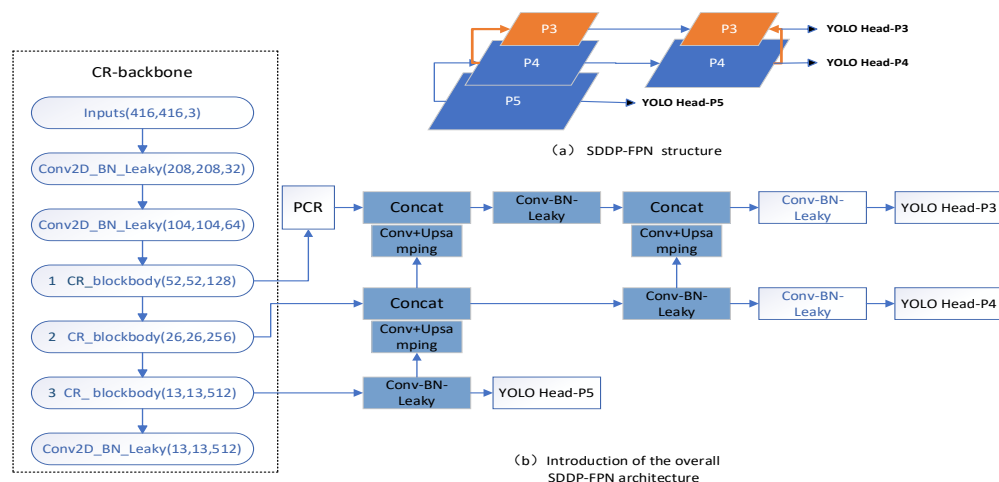 CR-backbone
Inputs(416,416,3)
Conv2D_BN_Leaky(208,208,32)
Conv2D_BN_Leaky(104,104,64)
1 CR_blockbody(52,52,128)
2 CR_blockbody(26,26,256)
3 CR_ blockbody(13,13,512)
Conv2D_BN_Leaky(13,13,512)
P3
P4
P5
P3
P4
YOLO Head-P3
YOLO Head-P4
YOLO Head-P5
（a） SDDP-FPN structure
PCR
Concat
Conv-BN-
Leaky
Concat
Conv-BN-
Leaky
YOLO Head-P3
Conv+Upsa
mping
Conv+Upsa
mping
Concat
Conv-BN-
Leaky
Conv-BN-
Leaky
YOLO Head-P4
Conv+Upsa
mping
Conv-BN-
Leaky
YOLO Head-P5
（b）Introduction of the overall
SDDP-FPN architecture